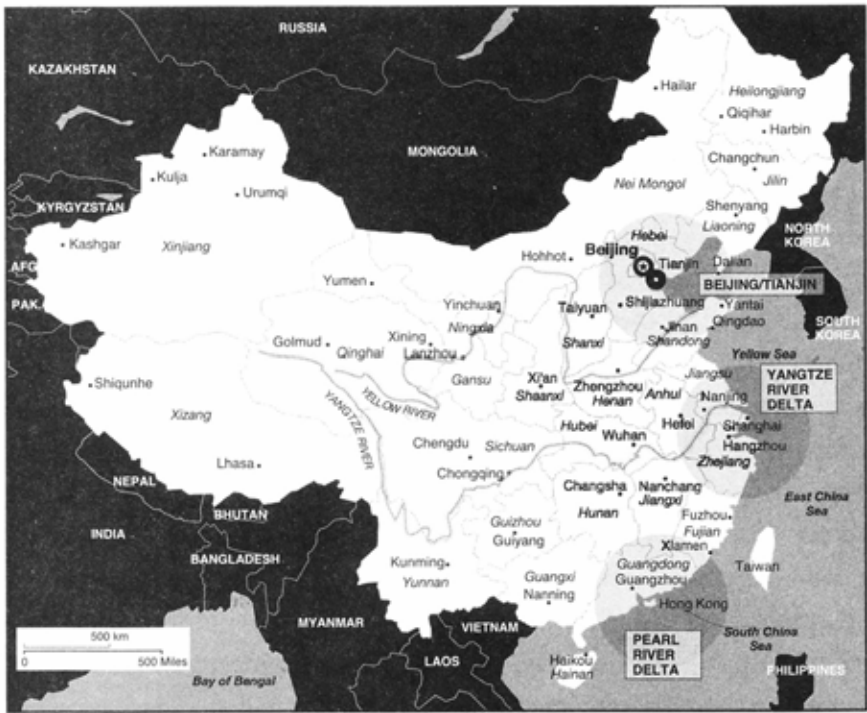 RUSSIA
KAZAKHSTAN
Hailar
Heilongjiang
Qiqihar
Harbin
MONGOLIA
Karamay
Changchun
Kulja
Nei Mongol
Jilin
Urumqi
KYRGYZSTAN
Shenyang
Liaoning
NORTH
KOREA
Hebei
Kashgar
Xinjiang
Beijing
Hohhot
Tianjin
Dalian
AFG
Yumen
BEIJING/TIANJIN
PAK.
Yinchuan
Taiyuan
Shijiazhuang
Yantai
Ningxia
Qingdao
SOUTH
KOREA
Golmud
Xining
Jinan
Shandong
Qinghai
Lanzhou
Shanxi
Yellow Sea
Gansu
Xi'an
Jiangsu
YANGTZE
RIVER
DELTA
Shiqunhe
Shaanxi
Zhengzhou
Henan
Anhui
Nanjing
YELLOW RIVER
Xizang
YANGTZE RIVER
Hubei
Hefei
Shanghai
Chengdu
Sichuan
Wuhan
Hangzhou
Lhasa
Chongqing
Zhejiang
NEPAL
Changsha
Nanchang
Jiangxi
East China
Sea
BHUTAN
Hunan
Fuzhou
INDIA
Guizhou
Guiyang
Fujian
BANGLADESH
Xiamen
Kunming
Guangdong
Taiwan
Yunnan
Guangxi
Guangzhou
Nanning
Hong Kong
MYANMAR
VIETNAM
South China
Sea
500 km
0
500 Miles
LAOS
PEARL
RIVER
DELTA
Haikou
Hainan
Bay of Bengal
PHILIPPINES